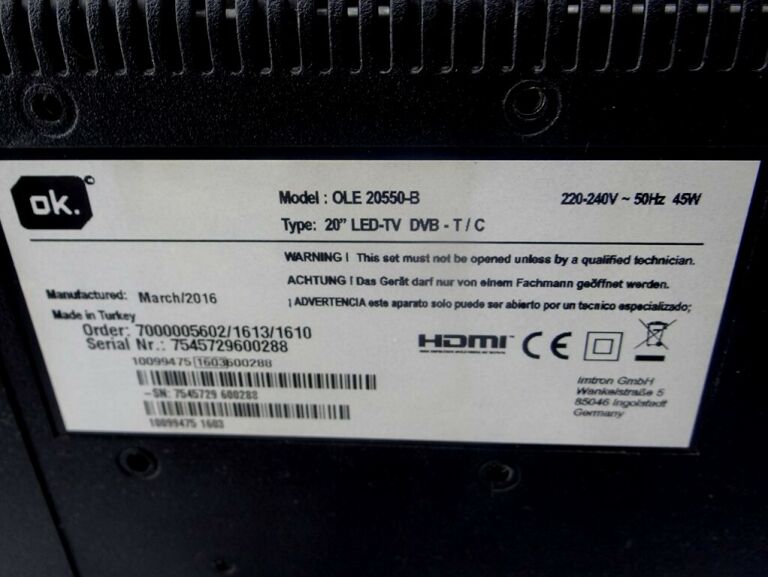 ok.©
Model : OLE 20550-B 220-240V ~ 50Hz 45W
Type: 20" LED-TV DVB - T / C
WARNING ! This set must not be opened unless by a qualified technician.
ACHTUNG ! Das Gerät darf nur von einem Fachmann geöffnet werden.
¡ ADVERTENCIA este aparato solo puede ser abierto por un tecnico especializado;
Manufactured: March/2016
Made in Turkey
Order: 7000005602/1613/1610
Serial Nr.: 7545729600288
10099475 1603 600288
-SN: 7545729 600288
10099475 1603
HDMI CE
Imtron GmbH
Wankelstraße 5
85046 Ingolstadt
Germany